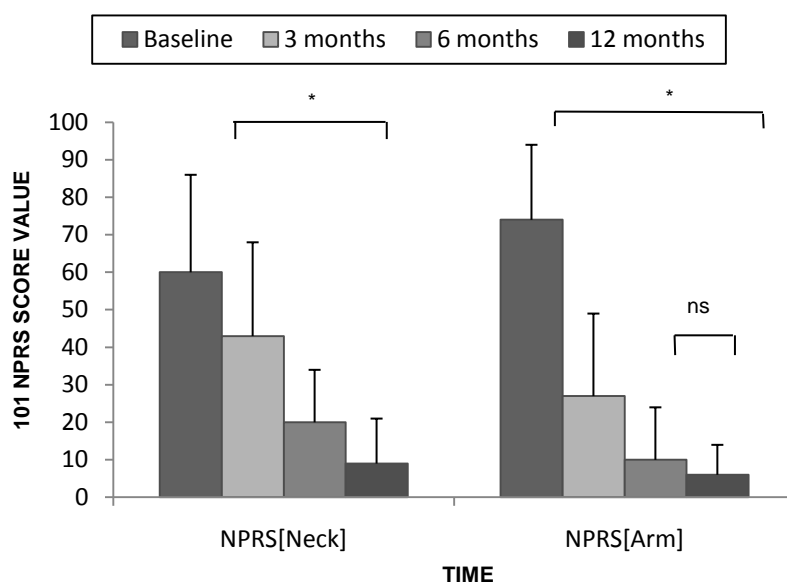 Baseline 3 months 6 months 12 months
*
*
100
90
80
70
60
50
40
30
20
10
0
ns
101 NPRS SCORE VALUE
NPRS[Neck] NPRS[Arm]
TIME